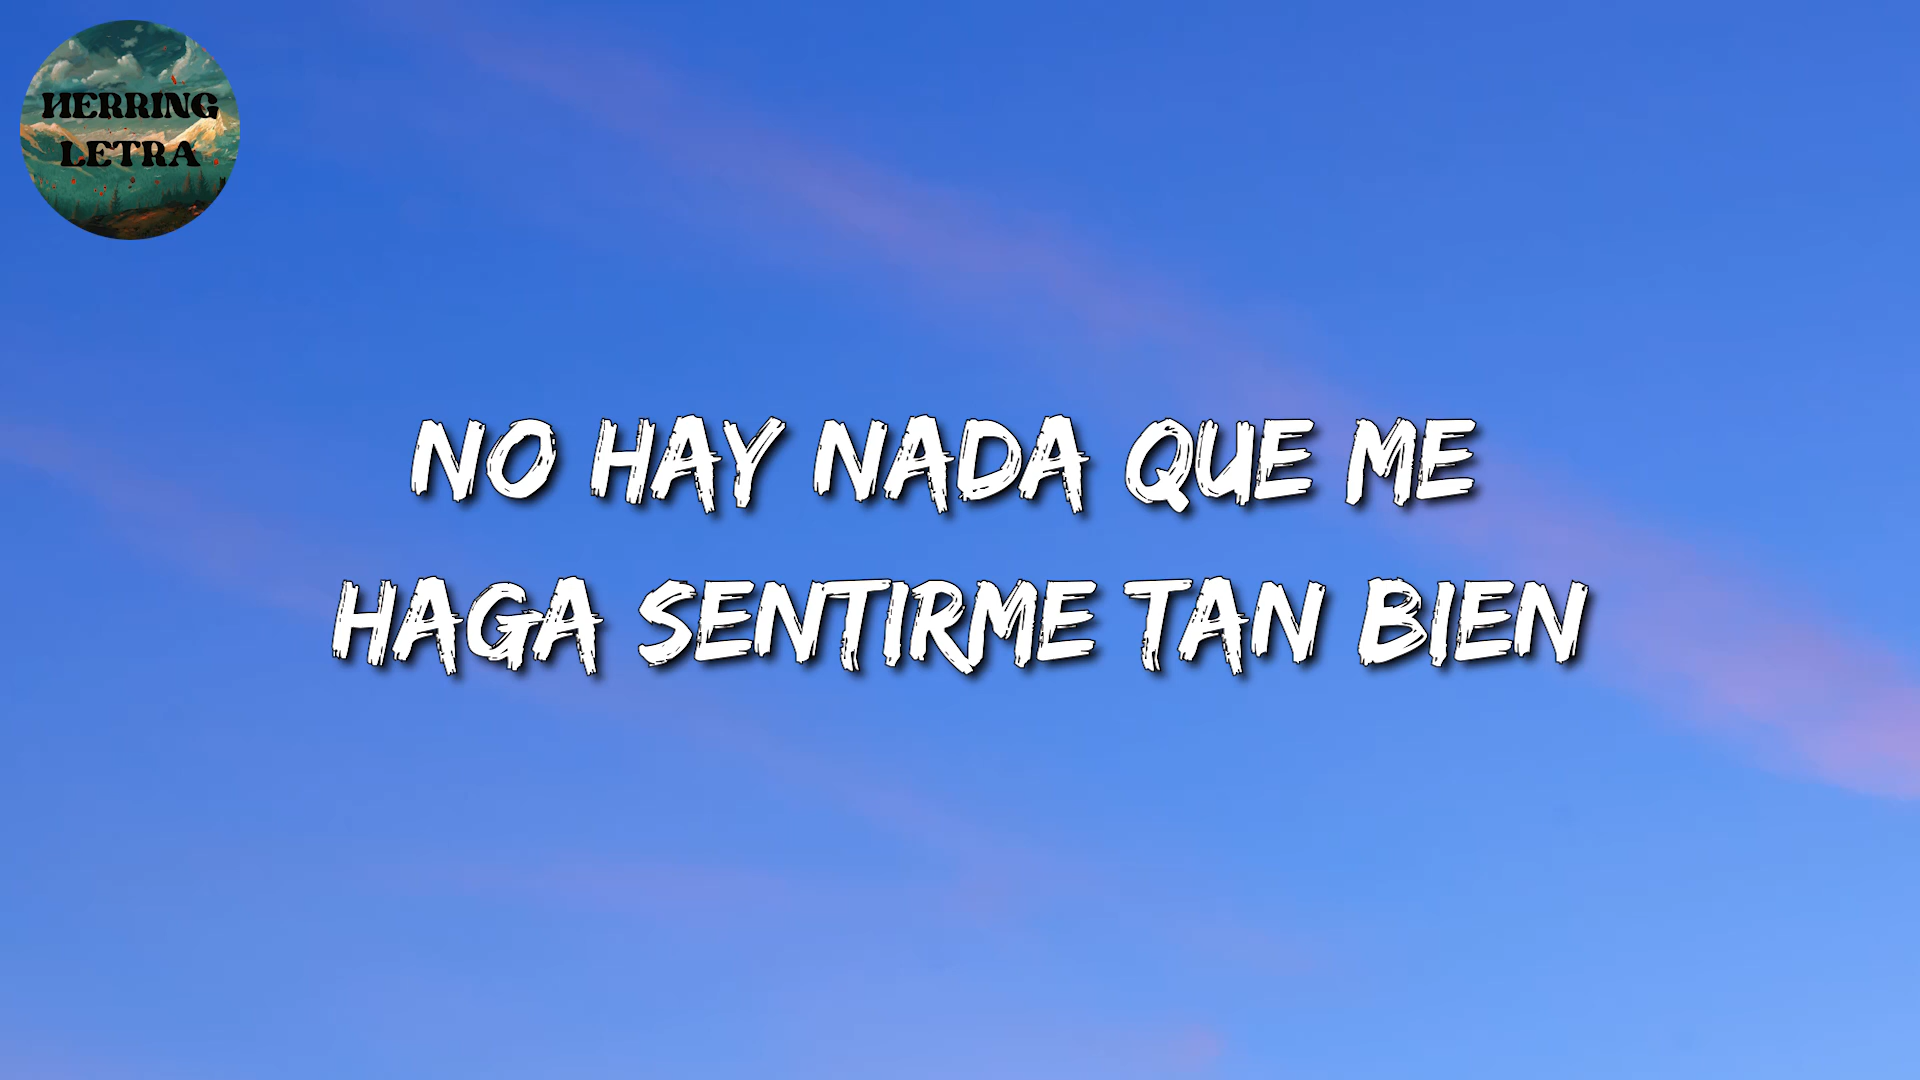 HERRING
LETRA
NO HAY NADA QUE ME
HAGA SENTIRME TAN BIEN